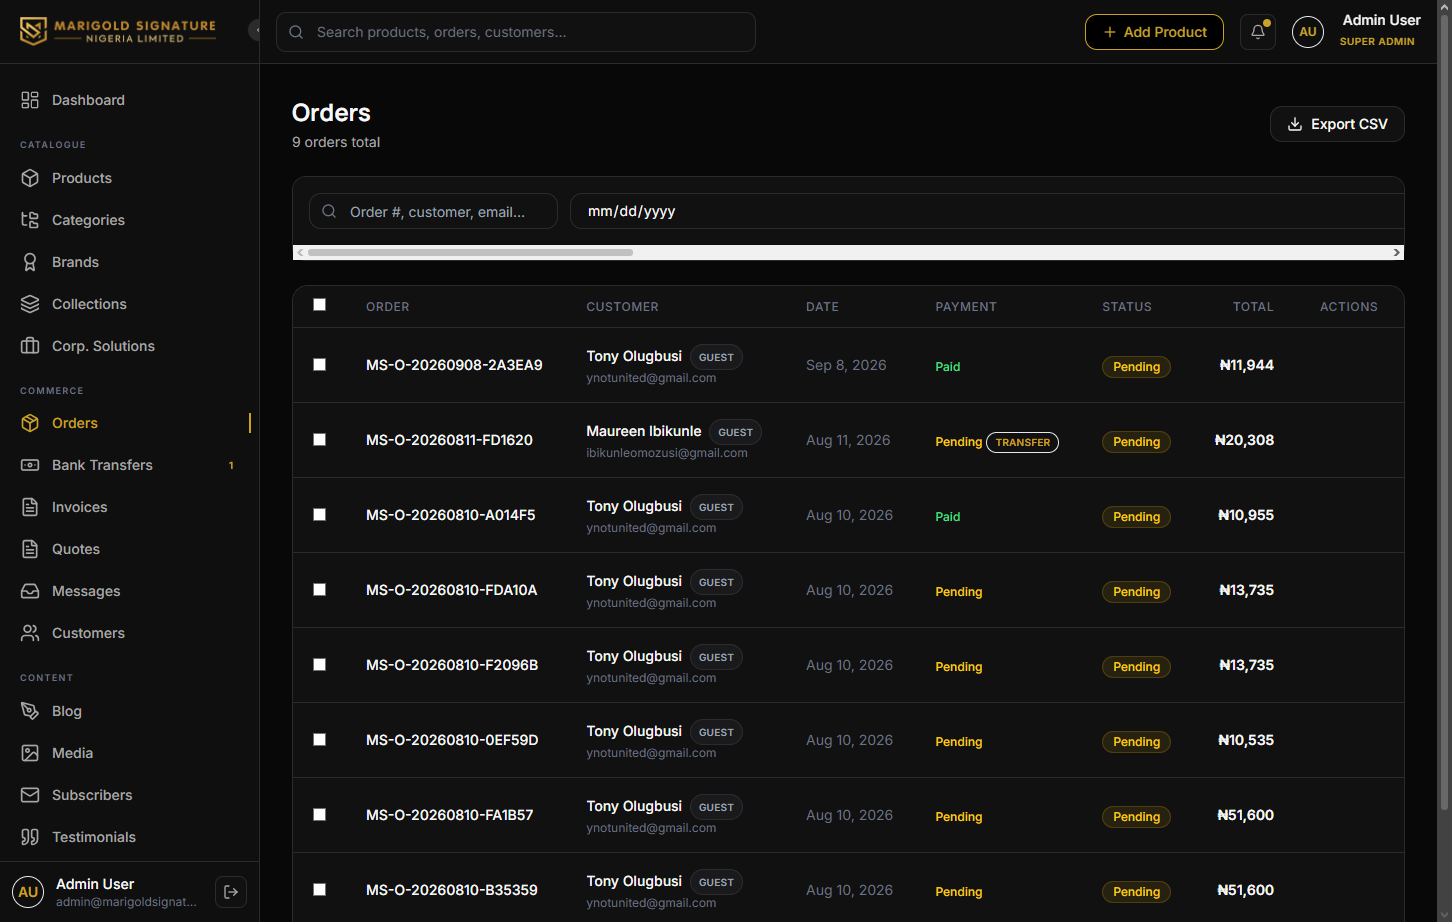 MARIGOLD SIGNATURE
NIGERIA LIMITED
Search products, orders, customers...
+ Add Product
AU
Admin User
SUPER ADMIN
Dashboard
CATALOGUE
Products
Categories
Brands
Collections
Corp. Solutions
COMMERCE
Orders
Bank Transfers 1
Invoices
Quotes
Messages
Customers
CONTENT
Blog
Media
Subscribers
Testimonials
AU
Admin User
admin@marigoldsignat...
Orders
9 orders total
Export CSV
Order #, customer, email...
mm/dd/yyyy
ORDER CUSTOMER DATE PAYMENT STATUS TOTAL ACTIONS
MS-O-20260908-2A3EA9 Tony Olugbusi GUEST Sep 8, 2026 Paid Pending ₦11,944
ynotunited@gmail.com
MS-O-20260811-FD1620 Maureen Ibikunle GUEST Aug 11, 2026 Pending TRANSFER Pending ₦20,308
ibikunleomozusi@gmail.com
MS-O-20260810-A014F5 Tony Olugbusi GUEST Aug 10, 2026 Paid Pending ₦10,955
ynotunited@gmail.com
MS-O-20260810-FDA10A Tony Olugbusi GUEST Aug 10, 2026 Pending Pending ₦13,735
ynotunited@gmail.com
MS-O-20260810-F2096B Tony Olugbusi GUEST Aug 10, 2026 Pending Pending ₦13,735
ynotunited@gmail.com
MS-O-20260810-0EF59D Tony Olugbusi GUEST Aug 10, 2026 Pending Pending ₦10,535
ynotunited@gmail.com
MS-O-20260810-FA1B57 Tony Olugbusi GUEST Aug 10, 2026 Pending Pending ₦51,600
ynotunited@gmail.com
MS-O-20260810-B35359 Tony Olugbusi GUEST Aug 10, 2026 Pending Pending ₦51,600
ynotunited@gmail.com